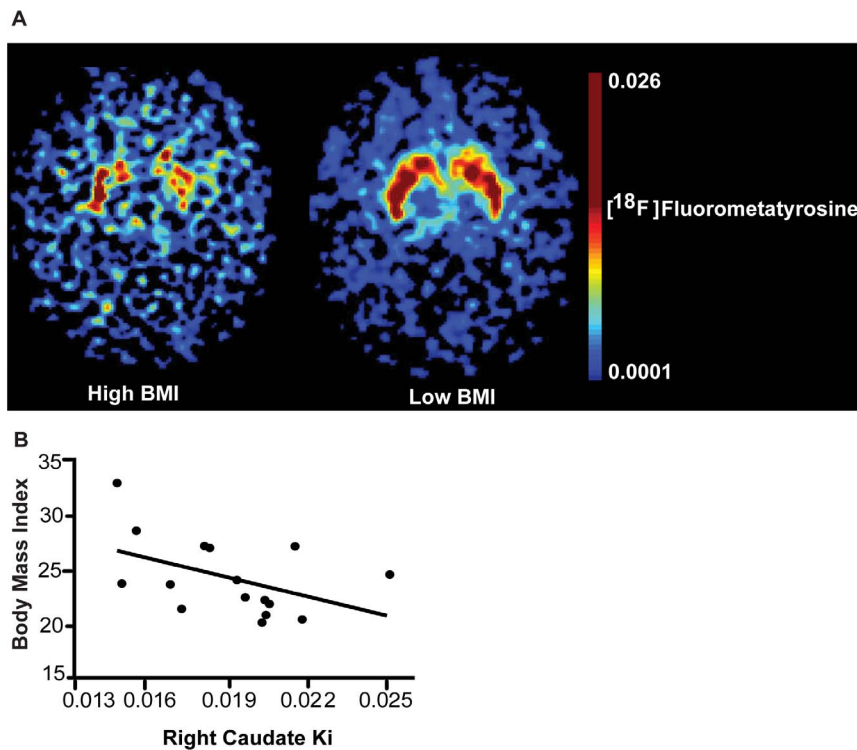 A
0.026
[18F]Fluorometatyrosine
0.0001
High BMI
Low BMI
B
35
30
25
20
15
Body Mass Index
0.013 0.016 0.019 0.022 0.025
Right Caudate Ki